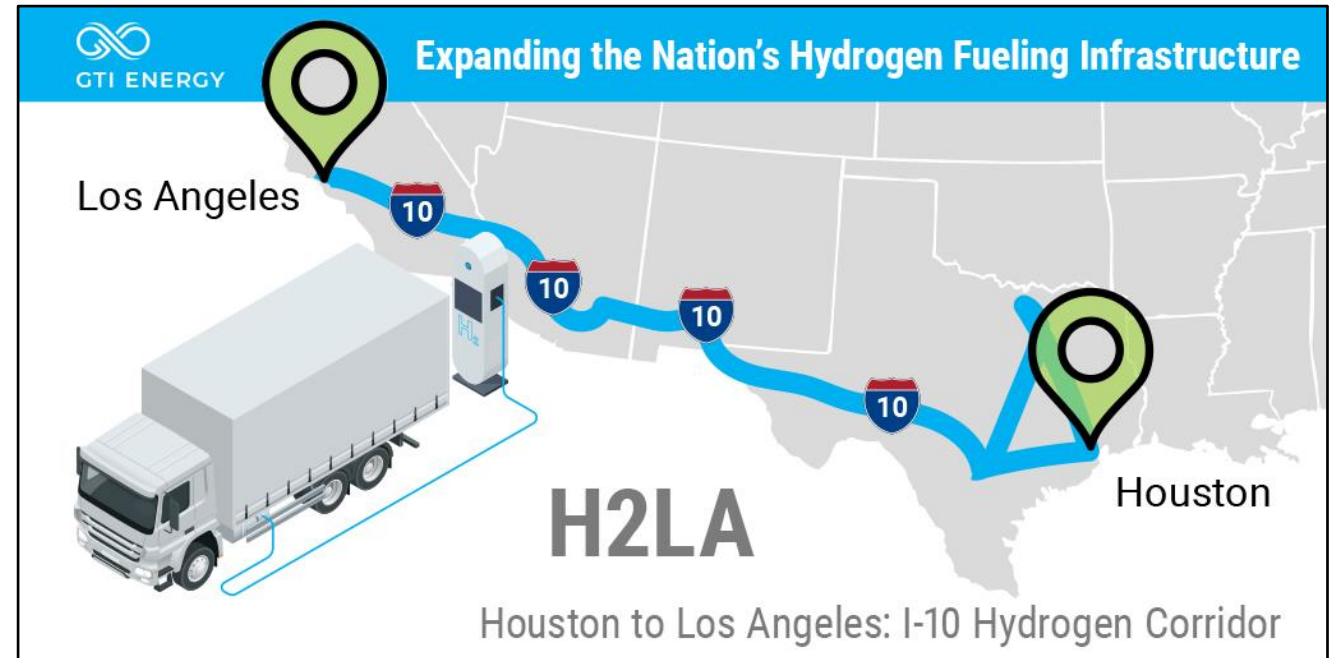 GTI ENERGY
Expanding the Nation's Hydrogen Fueling Infrastructure
Los Angeles
10
10
10
10
H2
Houston
H2LA
Houston to Los Angeles: I-10 Hydrogen Corridor